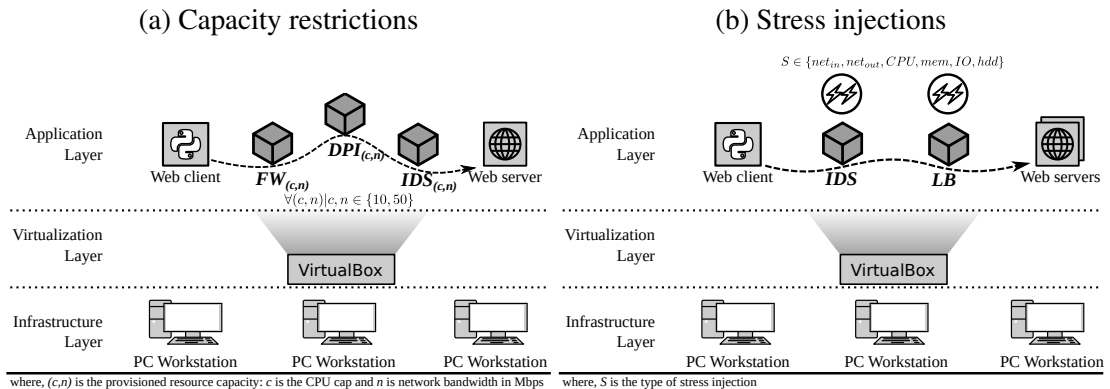 (a) Capacity restrictions
Application
Layer
Web client
FW(c,n)
DPI(c,n)
IDS(c,n)
Web server
∀(c, n)|c, n ∈ {10, 50}
Virtualization
Layer
VirtualBox
Infrastructure
Layer
PC Workstation
PC Workstation
PC Workstation
where, (c,n) is the provisioned resource capacity: c is the CPU cap and n is network bandwidth in Mbps
(b) Stress injections
S ∈ {net_in, net_out, CPU, mem, IO, hdd}
Application
Layer
Web client
IDS
LB
Web servers
Virtualization
Layer
VirtualBox
Infrastructure
Layer
PC Workstation
PC Workstation
PC Workstation
where, S is the type of stress injection